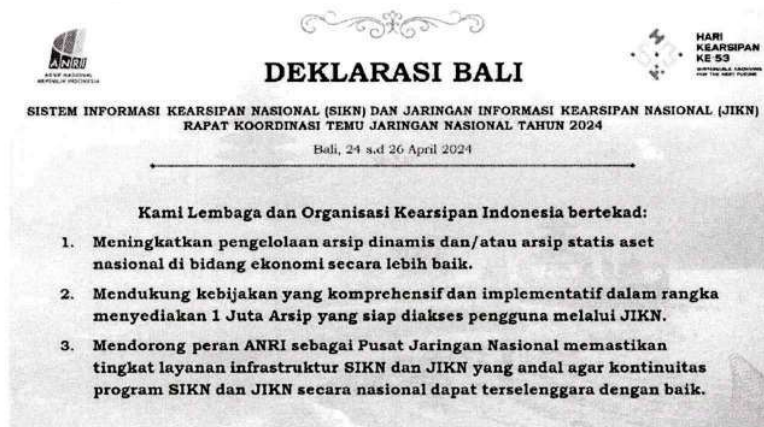 ANRI
ARSIP NASIONAL
REPUBLIK INDONESIA
HARI
KEARSIPAN
KE 53
DEKLARASI BALI
SISTEM INFORMASI KEARSIPAN NASIONAL (SIKN) DAN JARINGAN INFORMASI KEARSIPAN NASIONAL (JIKN)
RAPAT KOORDINASI TEMU JARINGAN NASIONAL TAHUN 2024
Bali, 24 s.d 26 April 2024
Kami Lembaga dan Organisasi Kearsipan Indonesia bertekad:
1. Meningkatkan pengelolaan arsip dinamis dan/atau arsip statis aset
nasional di bidang ekonomi secara lebih baik.
2. Mendukung kebijakan yang komprehensif dan implementatif dalam rangka
menyediakan 1 Juta Arsip yang siap diakses pengguna melalui JIKN.
3. Mendorong peran ANRI sebagai Pusat Jaringan Nasional memastikan
tingkat layanan infrastruktur SIKN dan JIKN yang andal agar kontinuitas
program SIKN dan JIKN secara nasional dapat terselenggara dengan baik.